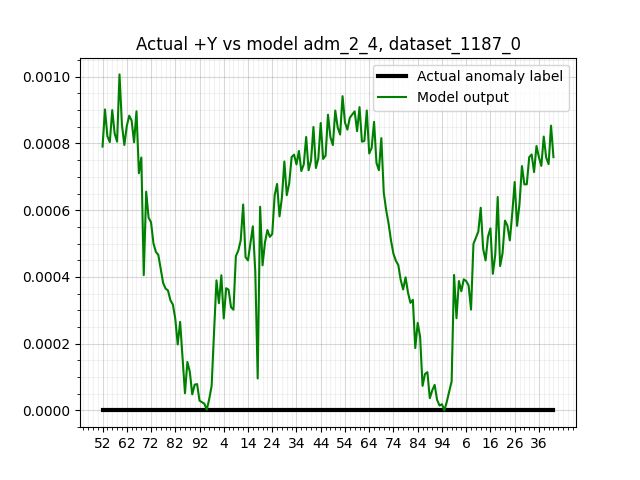 Actual +Y vs model adm_2_4, dataset_1187_0
Actual anomaly label
Model output
0.0010
0.0008
0.0006
0.0004
0.0002
0.0000
52 62 72 82 92 4 14 24 34 44 54 64 74 84 94 6 16 26 36